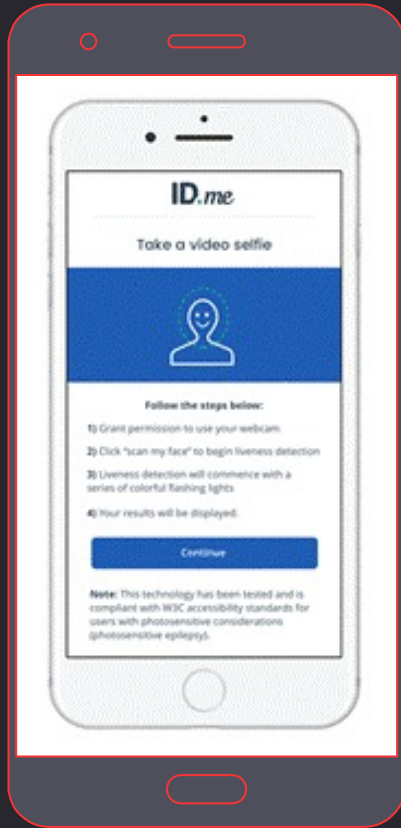 ID.me
Take a video selfie
Follow the steps below:
1) Grant permission to use your webcam
2) Click "scan my face" to begin liveness detection
3) Liveness detection will commence with a
series of colorful flashing lights
4) Your results will be displayed.
Continue
Note: This technology has been tested and is
compliant with W3C accessibility standards for
users with photosensitive considerations
(photosensitive epilepsy).